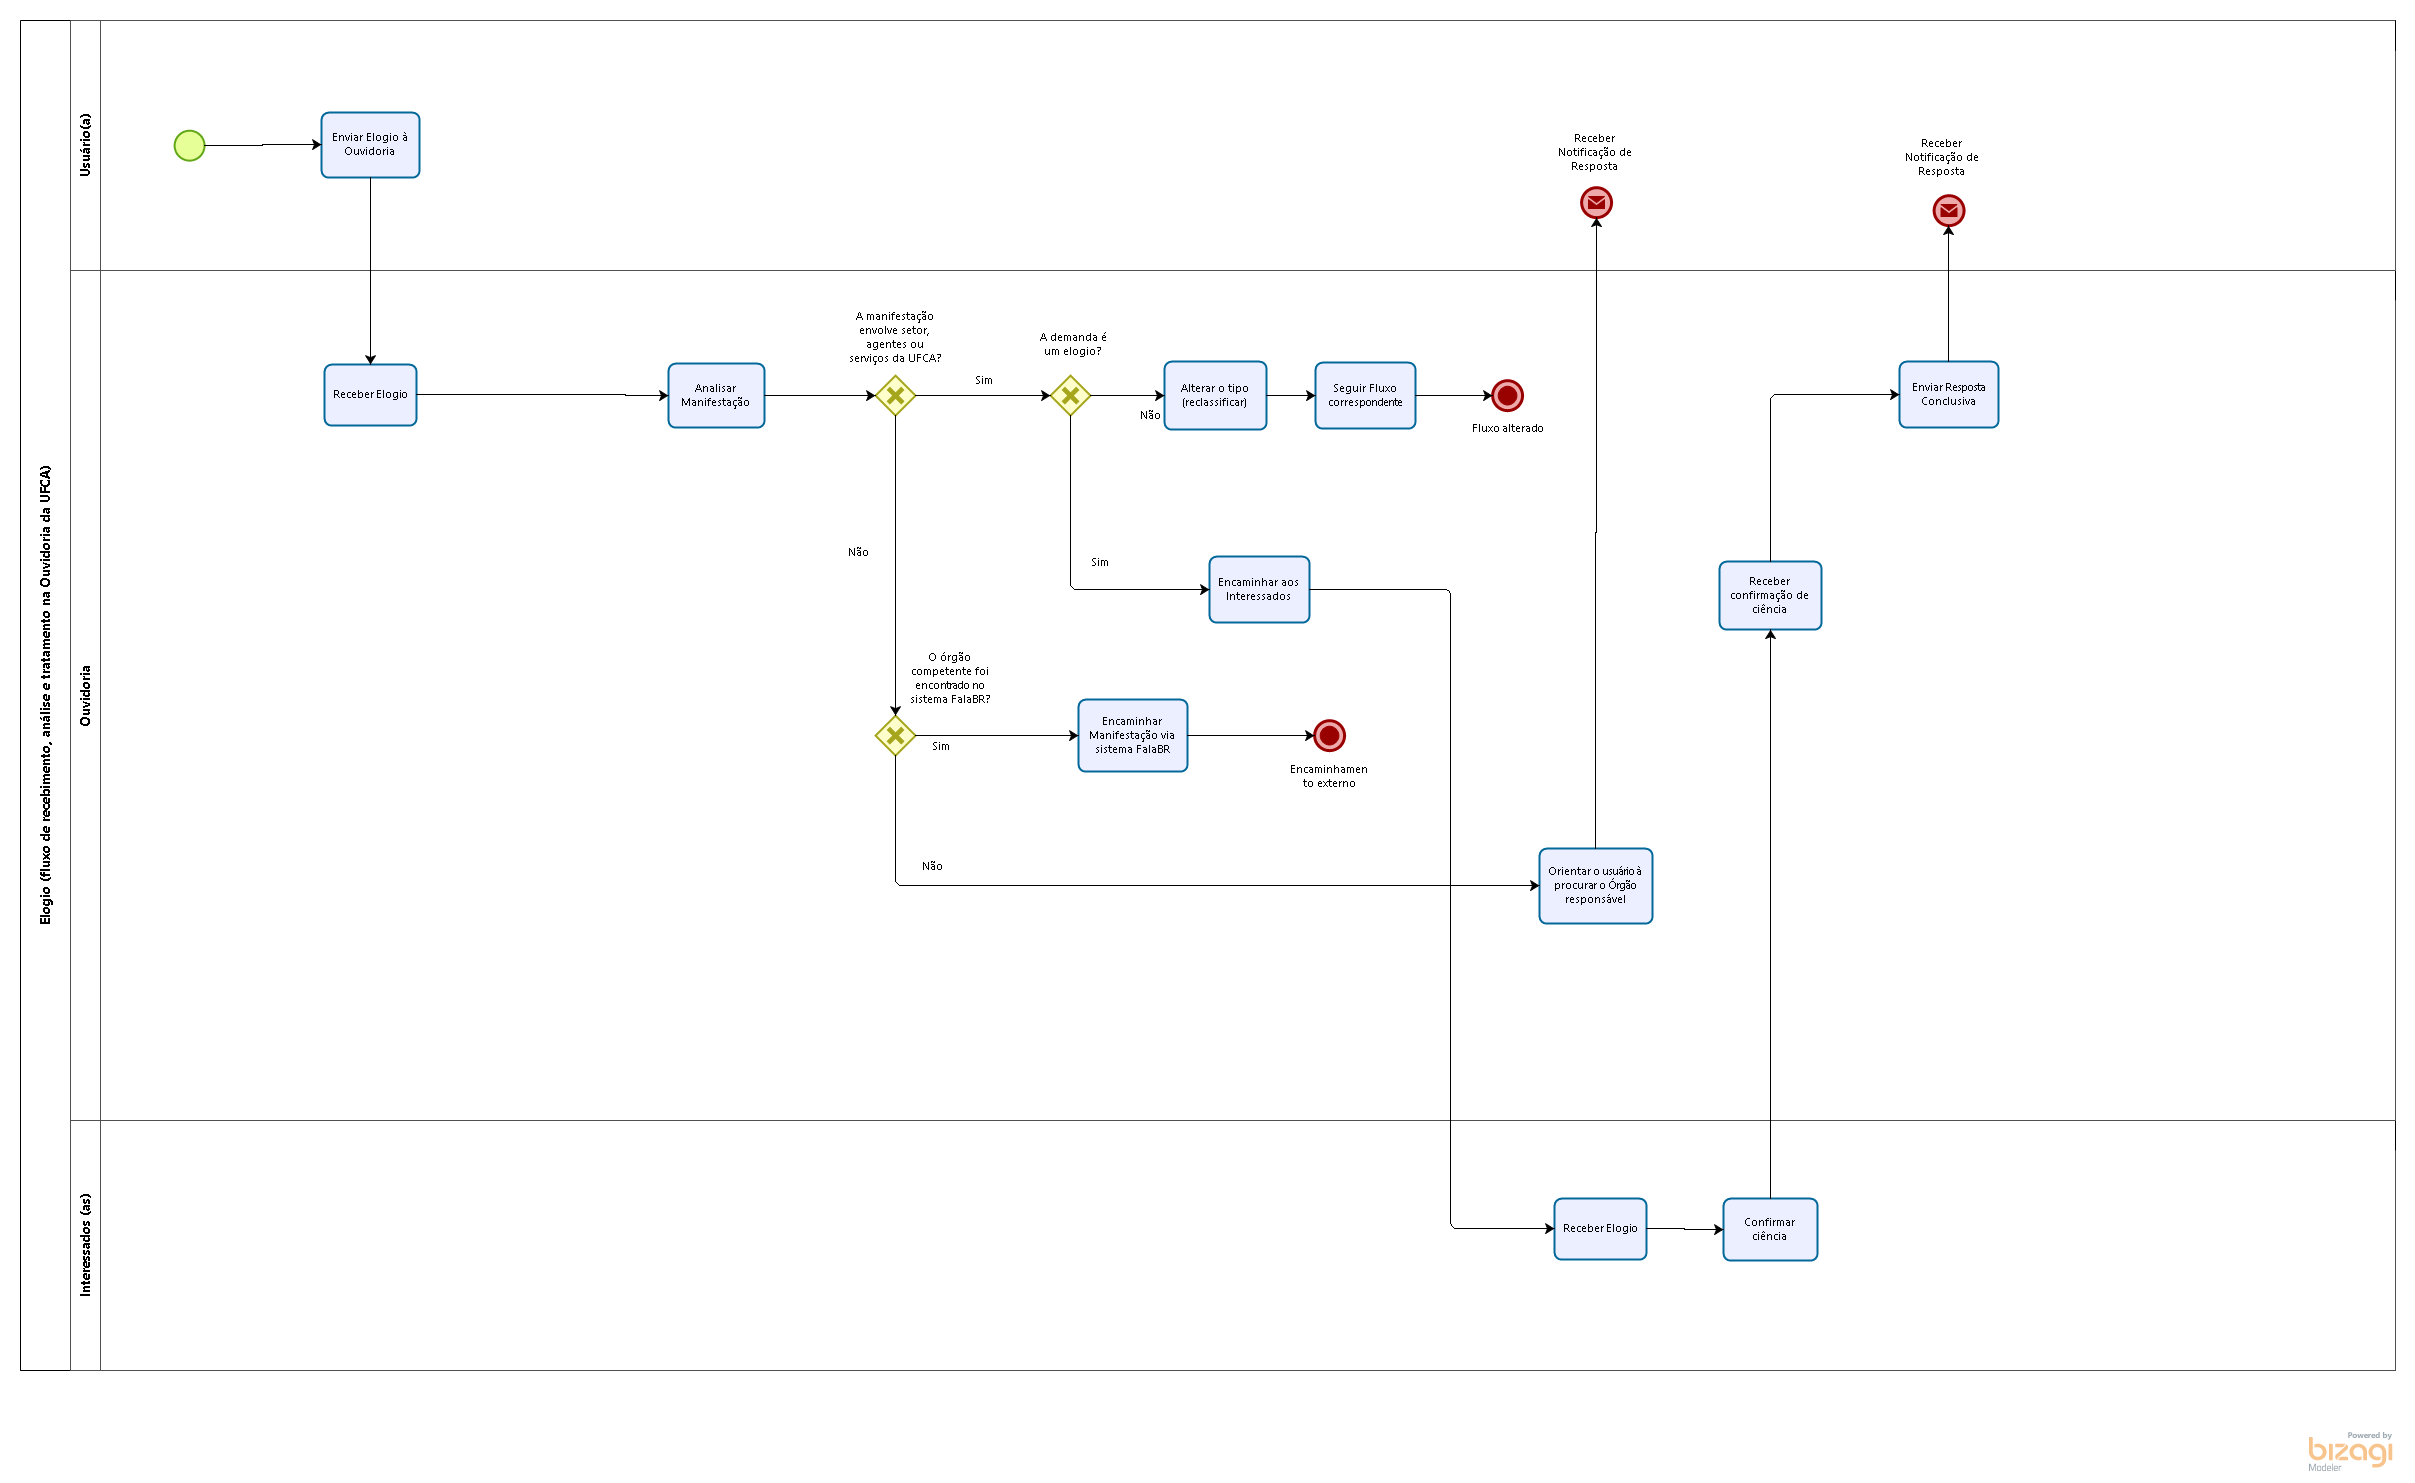 Elogio (fluxo de recebimento, análise e tratamento na Ouvidoria da UFCA)
Usuário(a)
Enviar Elogio à
Ouvidoria
Receber
Notificação de
Resposta
Receber
Notificação de
Resposta
Ouvidoria
Receber Elogio
Analisar
Manifestação
A manifestação
envolve setor,
agentes ou
serviços da UFCA?
Sim
A demanda é
um elogio?
Não
Alterar o tipo
(reclassificar)
Seguir Fluxo
correspondente
Fluxo alterado
Enviar Resposta
Conclusiva
Não
Sim
Encaminhar aos
Interessados
Receber
confirmação de
ciência
O órgão
competente foi
encontrado no
sistema FalaBR?
Sim
Encaminhar
Manifestação via
sistema FalaBR
Encaminhamen
to externo
Não
Orientar o usuário à
procurar o Órgão
responsável
Interessados (as)
Receber Elogio
Confirmar
ciência
Powered by
bizagi
Modeler